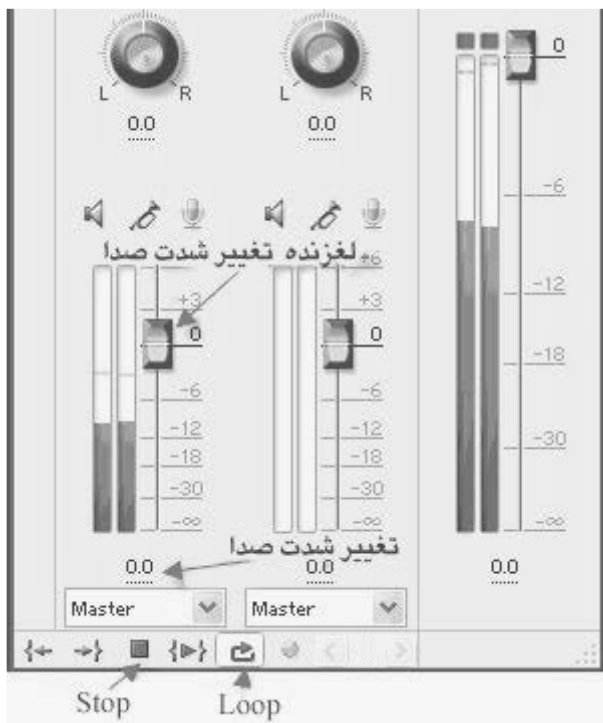 0
L R L R
0.0 0.0
-6
لغزنده تغییر شدت صدا
+6
+3 +3
-12
0 0
-18
-6 -6
-12 -12
-30
-18 -18
-30 -30
-∞ -∞ -∞
تغییر شدت صدا
0.0 0.0 0.0
Master Master
Stop Loop